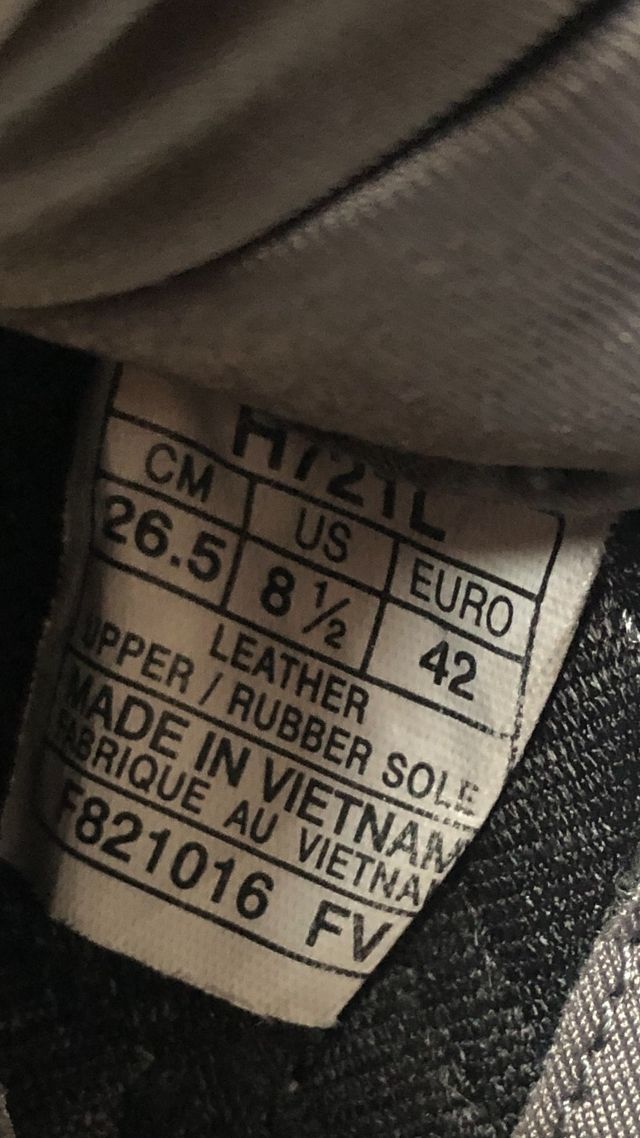 H721L
CM US EURO
26.5 8 1/2 42
LEATHER
UPPER / RUBBER SOLE
MADE IN VIETNAM
FABRIQUE AU VIETNAM
F821016 FV